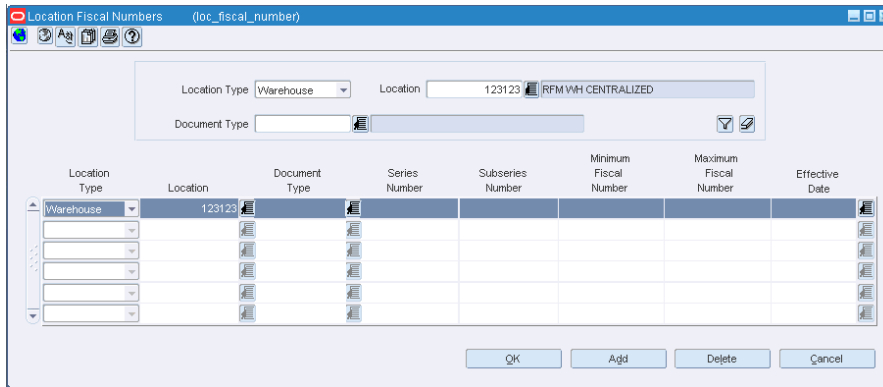 Location Fiscal Numbers (loc_fiscal_number)
Location Type Warehouse Location 123123 RFM WH CENTRALIZED
Document Type
Location Type Location Document Type Series Number Subseries Number Minimum Fiscal Number Maximum Fiscal Number Effective Date
Warehouse 123123
OK Add Delete Cancel